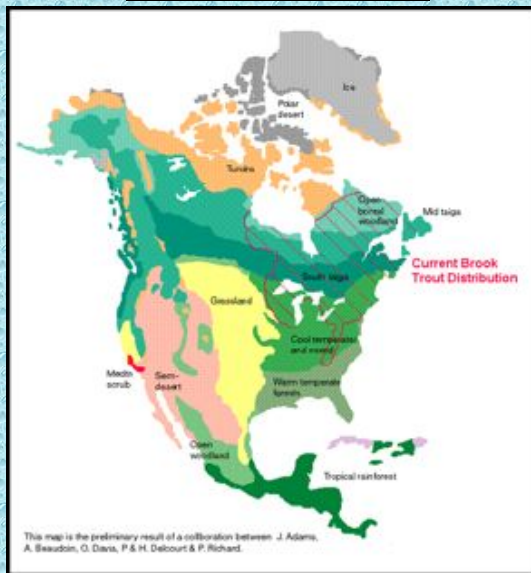 Ice
Polar
desert
Tundra
Open
boreal
woodland
Mid taiga
Current Brook
Trout Distribution
South taiga
Grassland
Cool temperate
and mixed
Medtn
scrub
Semi-
desert
Warm temperate
forests
Open
woodland
Tropical rainforest
This map is the preliminary result of a collboration between J. Adams,
A. Beaudoin, O. Davis, P & H. Delcourt & P. Richard.